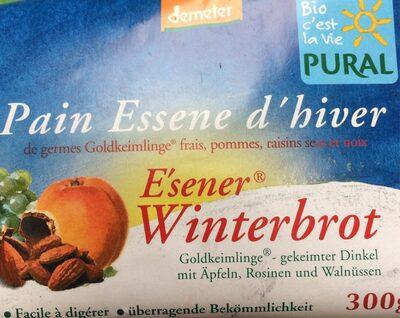 demeter
Bio
c'est
la vie
PURAL
Pain Essene d'hiver
de germes Goldkeimlinge® frais, pommes, raisins secs et noix
E'sener®
Winterbrot
Goldkeimlinge®- gekeimter Dinkel
mit Äpfeln, Rosinen und Walnüssen
• Facile à digérer • überragende Bekömmlichkeit 300g